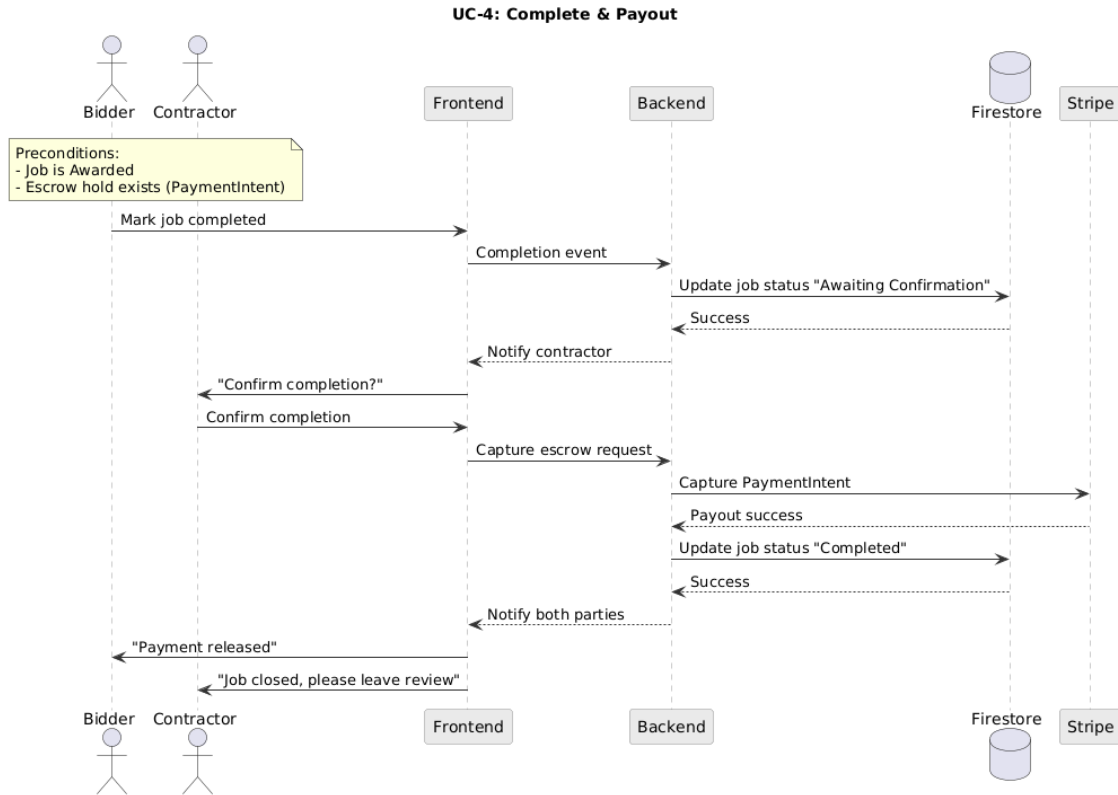 UC-4: Complete & Payout
Bidder
Contractor
Frontend
Backend
Firestore
Stripe
Preconditions:
- Job is Awarded
- Escrow hold exists (PaymentIntent)
Mark job completed
Completion event
Update job status "Awaiting Confirmation"
Success
Notify contractor
"Confirm completion?"
Confirm completion
Capture escrow request
Capture PaymentIntent
Payout success
Update job status "Completed"
Success
Notify both parties
"Payment released"
"Job closed, please leave review"
Bidder
Contractor
Frontend
Backend
Firestore
Stripe